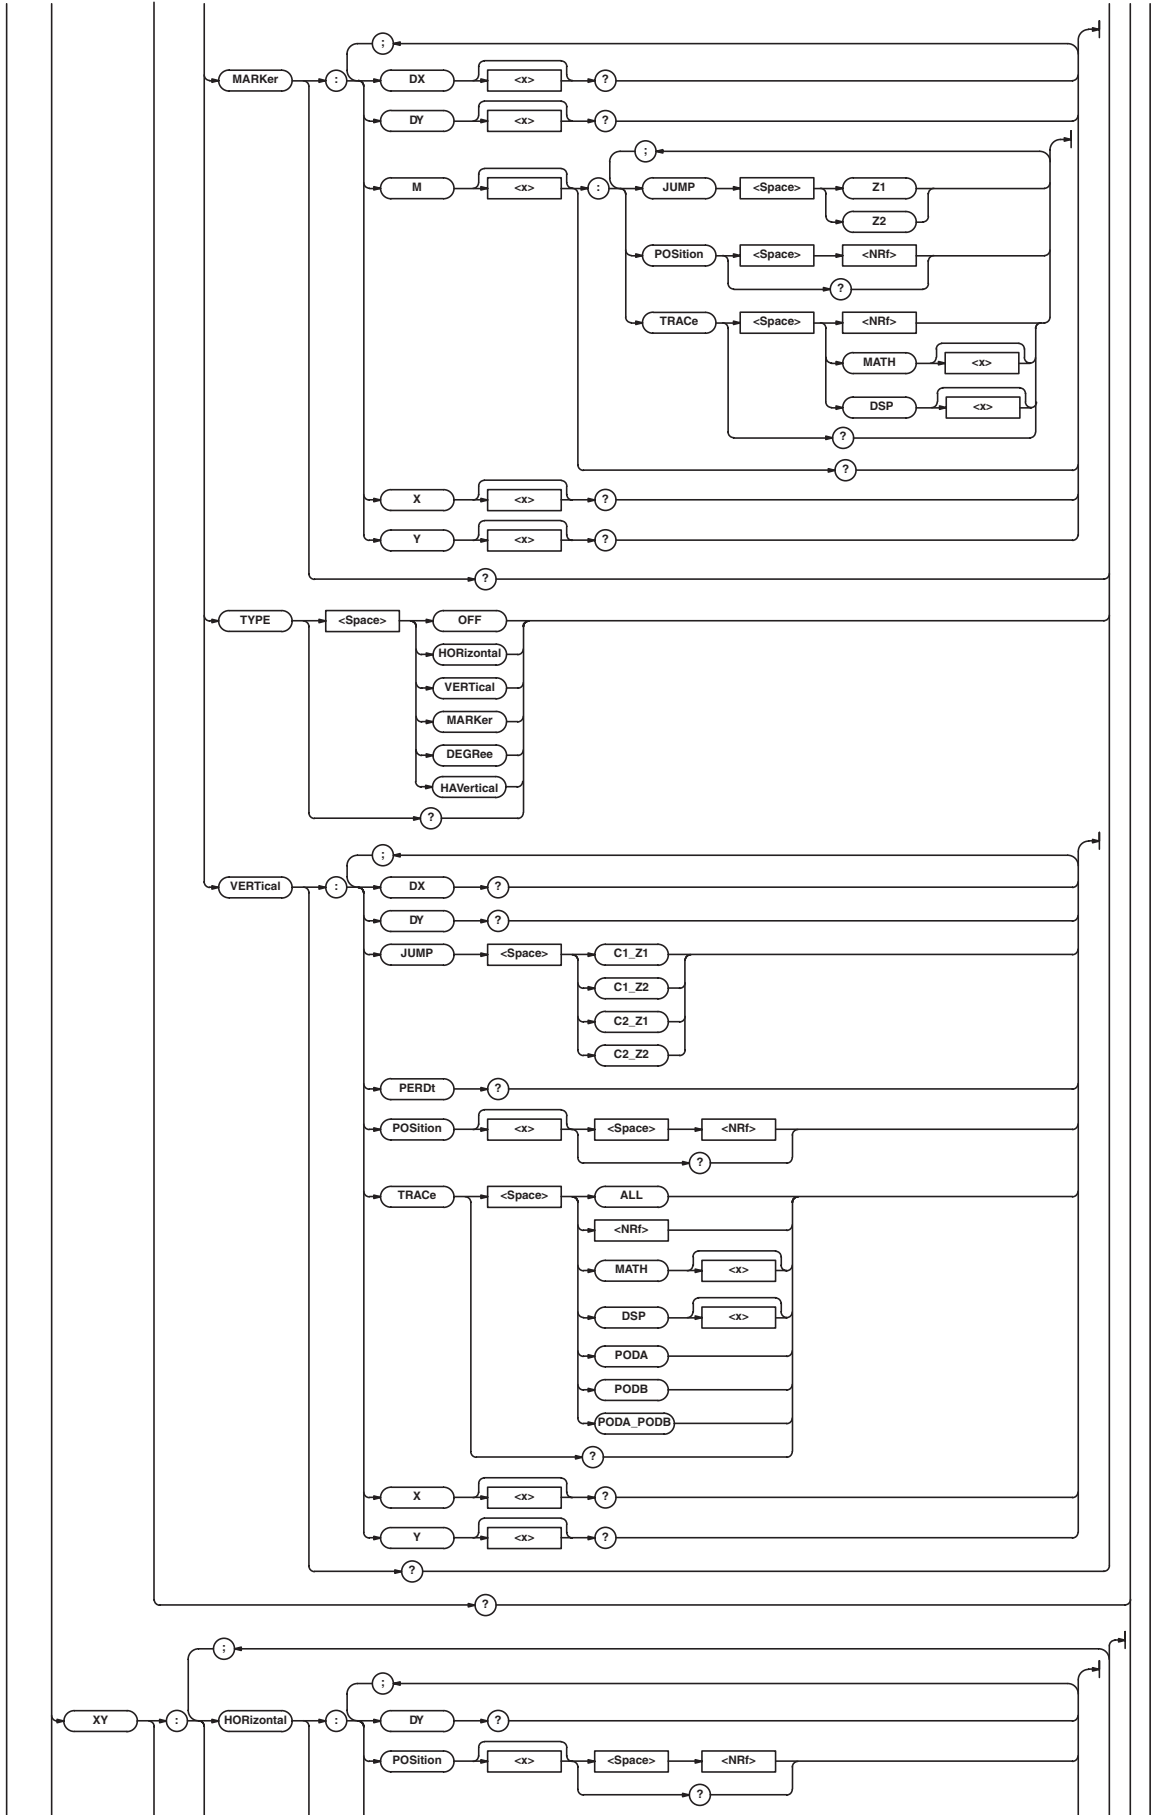 ;
MARKer : DX <x> ?
DY <x> ?
;
M <x> : JUMP <Space> Z1
Z2
POSition <Space> <NRf>
?
TRACe <Space> <NRf>
MATH <x>
DSP <x>
?
?
X <x> ?
Y <x> ?
?
TYPE <Space> OFF
HORizontal
VERTical
MARKer
DEGRee
HAVertical
?
;
VERTical : DX ?
DY ?
JUMP <Space> C1_Z1
C1_Z2
C2_Z1
C2_Z2
PERDt ?
POSition <x> <Space> <NRf>
?
TRACe <Space> ALL
<NRf>
MATH <x>
DSP <x>
PODA
PODB
PODA_PODB
?
X <x> ?
Y <x> ?
?
?
;
;
XY : HORizontal : DY ?
POSition <x> <Space> <NRf>
?